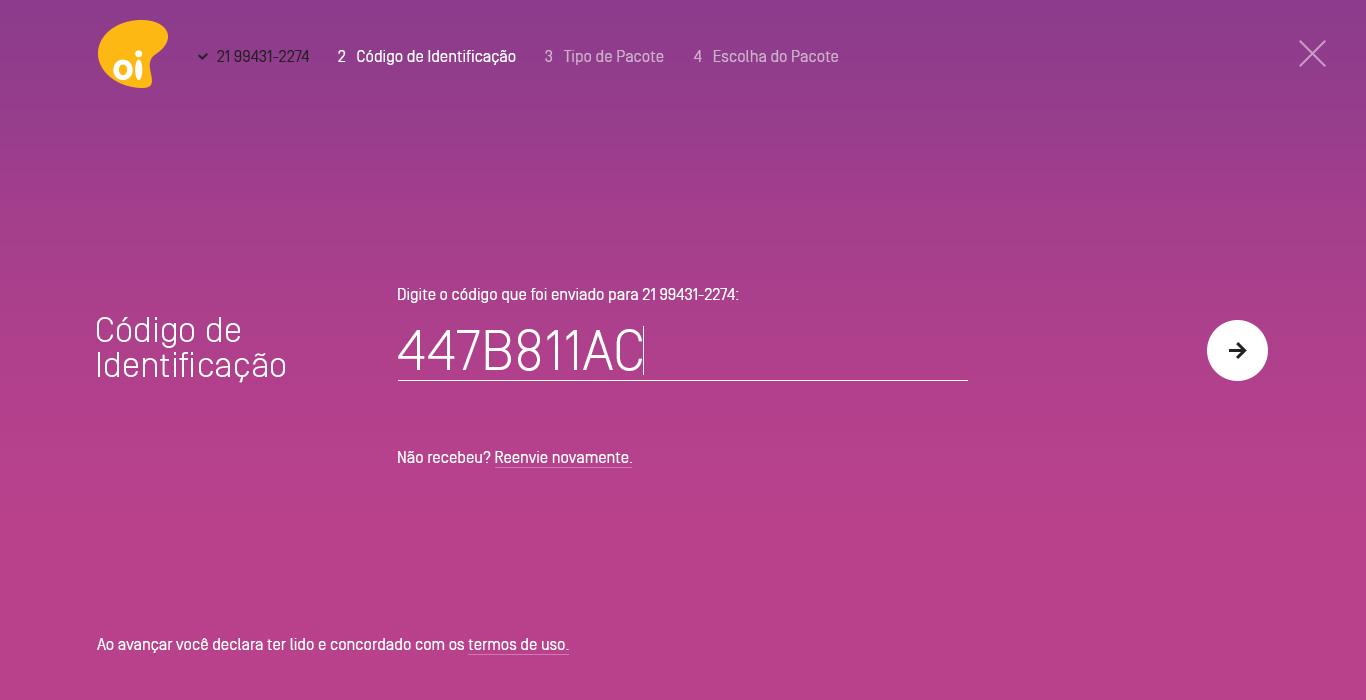 oi
21 99431-2274 2 Código de Identificação 3 Tipo de Pacote 4 Escolha do Pacote
Digite o código que foi enviado para 21 99431-2274:
Código de
Identificação
447B811AC
Não recebeu? Reenvie novamente.
Ao avançar você declara ter lido e concordado com os termos de uso.